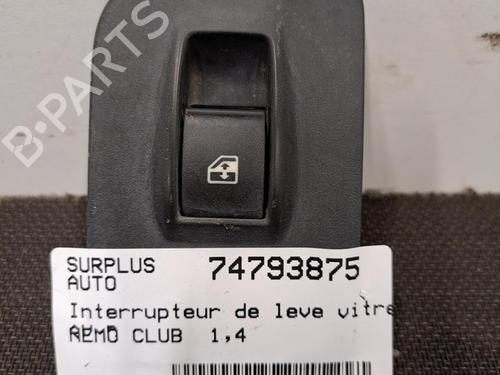 B-PARTS
SURPLUS 74793875
AUTO
Interrupteur de leve vitre
REMO CLUB 1,4